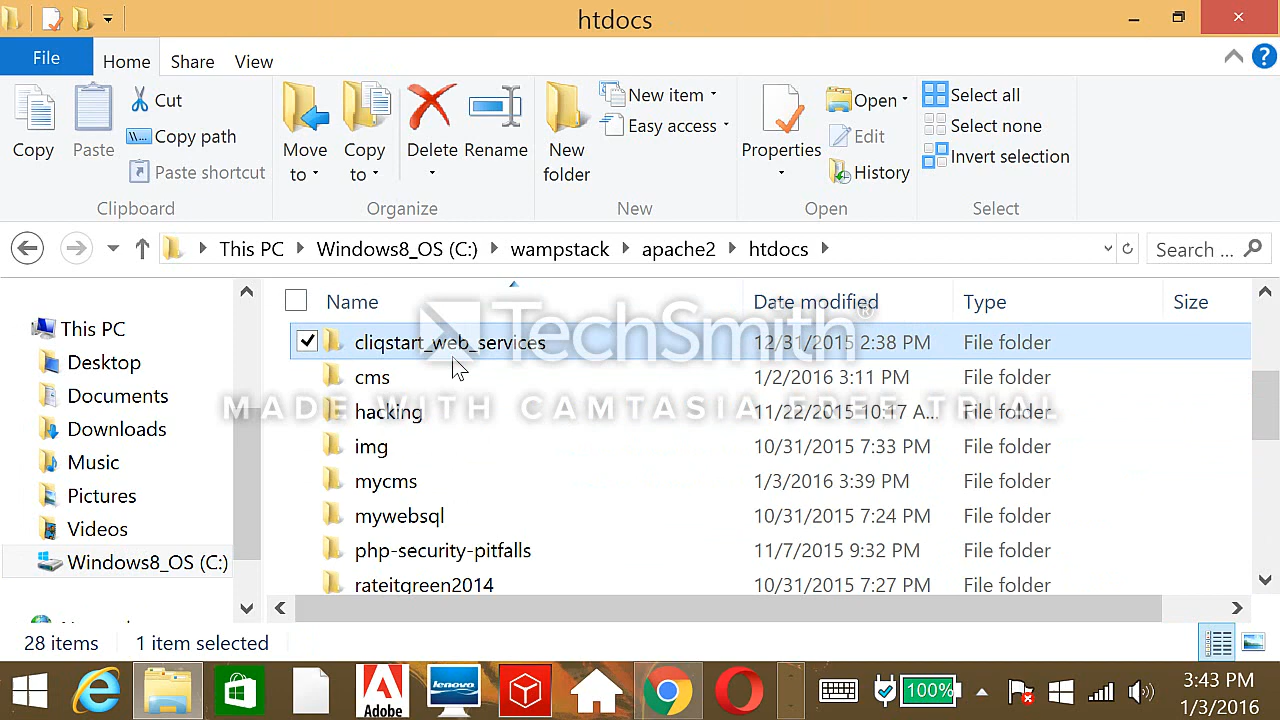 htdocs
File
Home
Share
View
Copy
Paste
Cut
Copy path
Paste shortcut
Clipboard
Move to
Copy to
Delete
Rename
Organize
New folder
New item
Easy access
New
Properties
Open
Edit
History
Open
Select all
Select none
Invert selection
Select
This PC
Windows8_OS (C:)
wampstack
apache2
htdocs
Search ...
This PC
Desktop
Documents
Downloads
Music
Pictures
Videos
Windows8_OS (C:)
Name Date modified Type Size
cliqstart_web_services 12/31/2015 2:38 PM File folder
cms 1/2/2016 3:11 PM File folder
hacking 11/22/2015 10:17 A... File folder
img 10/31/2015 7:33 PM File folder
mycms 1/3/2016 3:39 PM File folder
mywebsql 10/31/2015 7:24 PM File folder
php-security-pitfalls 11/7/2015 9:32 PM File folder
rateitgreen2014 10/31/2015 7:27 PM File folder
TechSmith®
MADE WITH CAMTASIA FREE TRIAL
28 items
1 item selected
Adobe
lenovo
100%
3:43 PM
1/3/2016